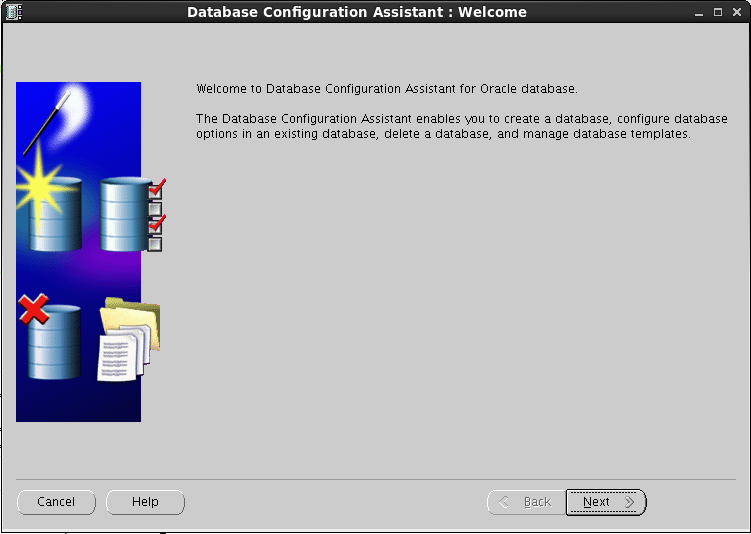 Database Configuration Assistant : Welcome
Welcome to Database Configuration Assistant for Oracle database.
The Database Configuration Assistant enables you to create a database, configure database
options in an existing database, delete a database, and manage database templates.
Cancel Help Back Next